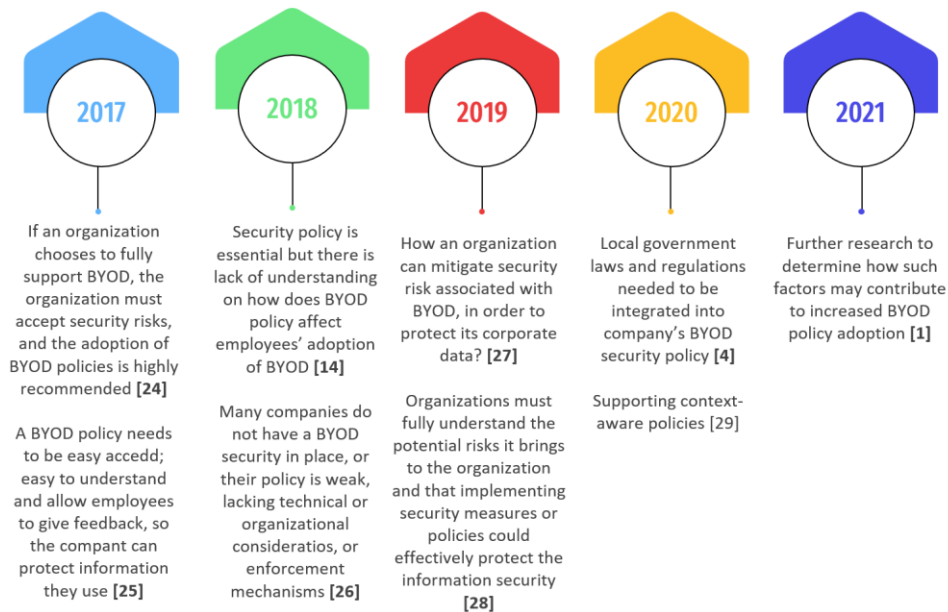 2017
If an organization
chooses to fully
support BYOD, the
organization must
accept security risks,
and the adoption of
BYOD policies is highly
recommended [24]
A BYOD policy needs
to be easy accedd;
easy to understand
and allow employees
to give feedback, so
the compant can
protect information
they use [25]
2018
Security policy is
essential but there is
lack of understanding
on how does BYOD
policy affect
employees’ adoption
of BYOD [14]
Many companies do
not have a BYOD
security in place, or
their policy is weak,
lacking technical or
organizational
consideratios, or
enforcement
mechanisms [26]
2019
How an organization
can mitigate security
risk associated with
BYOD, in order to
protect its corporate
data? [27]
Organizations must
fully understand the
potential risks it brings
to the organization
and that implementing
security measures or
policies could
effectively protect the
information security
[28]
2020
Local government
laws and regulations
needed to be
integrated into
company’s BYOD
security policy [4]
Supporting context-
aware policies [29]
2021
Further research to
determine how such
factors may contribute
to increased BYOD
policy adoption [1]